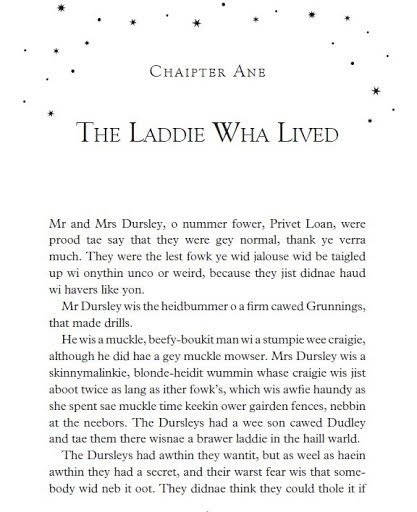 Chaipter Ane
The Laddie Wha Lived
Mr and Mrs Dursley, o nummer fower, Privet Loan, were
prood tae say that they were gey normal, thank ye verra
much. They were the lest fowk ye wid jalouse wid be taigled
up wi onythin unco or weird, because they jist didnae haud
wi havers like yon.
Mr Dursley wis the heidbummer o a firm cawed Grunnings,
that made drills.
He wis a muckle, beefy-boukit man wi a stumpie wee craigie,
although he did hae a gey muckle mowser. Mrs Dursley wis a
skinnymalinkie, blonde-heidit wummin whase craigie wis jist
aboot twice as lang as ither fowk's, which wis awfie haundy as
she spent sae muckle time keekin ower gairden fences, nebbin
at the neebors. The Dursleys had a wee son cawed Dudley
and tae them there wisnae a brawer laddie in the haill warld.
The Dursleys had awthin they wantit, but as weel as haein
awthin they had a secret, and their warst fear wis that some-
body wid neb it oot. They didnae think they could thole it if